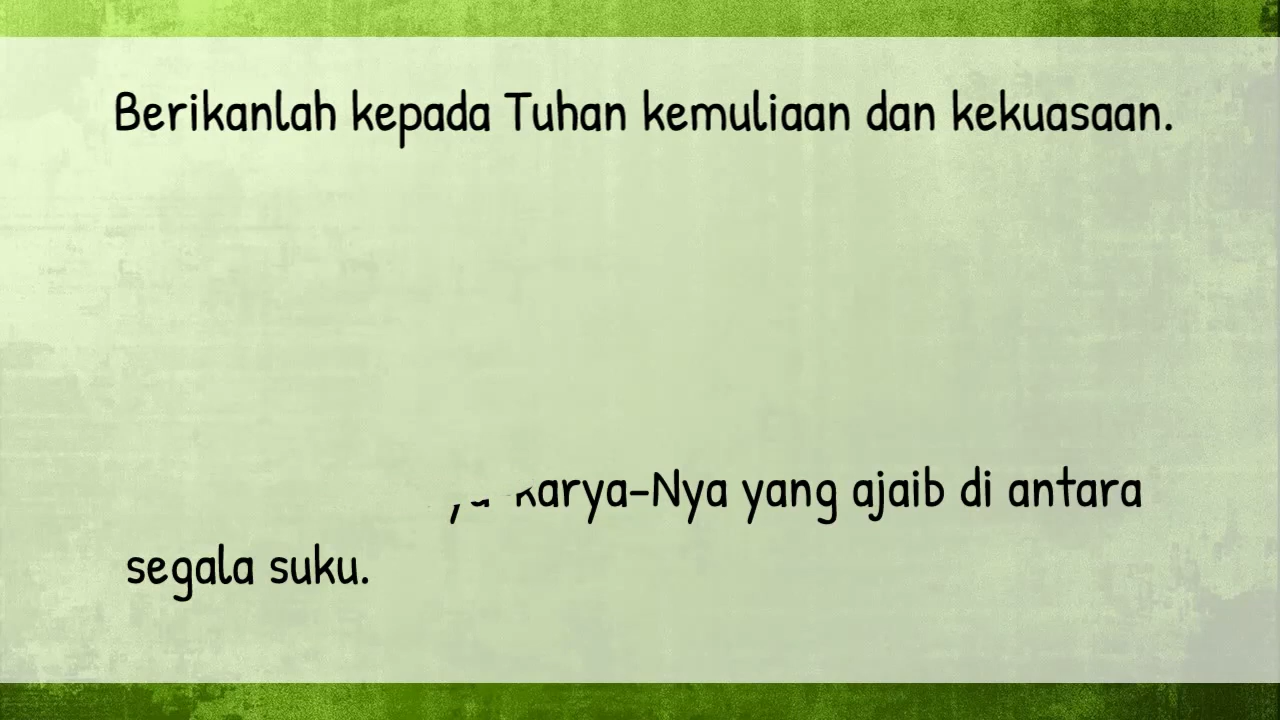 Berikanlah kepada Tuhan kemuliaan dan kekuasaan.
karya-Nya yang ajaib di antara
segala suku.